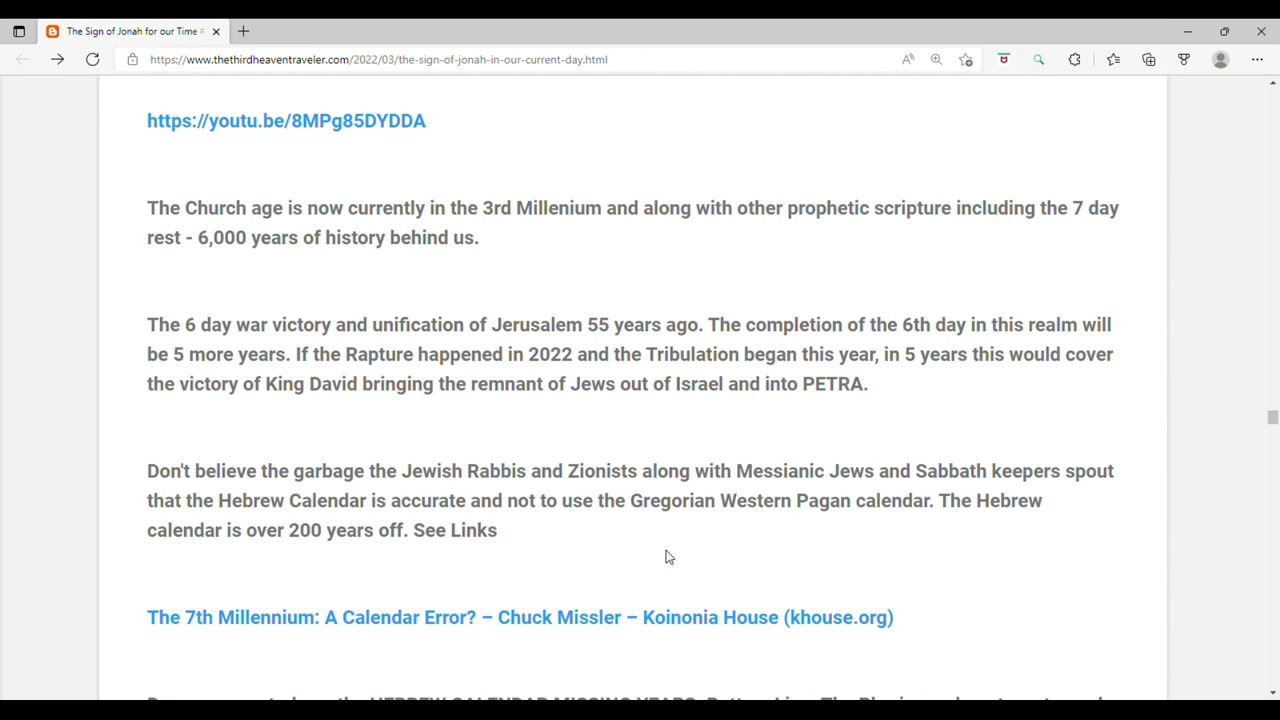 The Sign of Jonah for our Time
https://www.thethirdheaventraveler.com/2022/03/the-sign-of-jonah-in-our-current-day.html
https://youtu.be/8MPg85DYDDA
The Church age is now currently in the 3rd Millenium and along with other prophetic scripture including the 7 day
rest - 6,000 years of history behind us.
The 6 day war victory and unification of Jerusalem 55 years ago. The completion of the 6th day in this realm will
be 5 more years. If the Rapture happened in 2022 and the Tribulation began this year, in 5 years this would cover
the victory of King David bringing the remnant of Jews out of Israel and into PETRA.
Don't believe the garbage the Jewish Rabbis and Zionists along with Messianic Jews and Sabbath keepers spout
that the Hebrew Calendar is accurate and not to use the Gregorian Western Pagan calendar. The Hebrew
calendar is over 200 years off. See Links
The 7th Millennium: A Calendar Error? – Chuck Missler – Koinonia House (khouse.org)